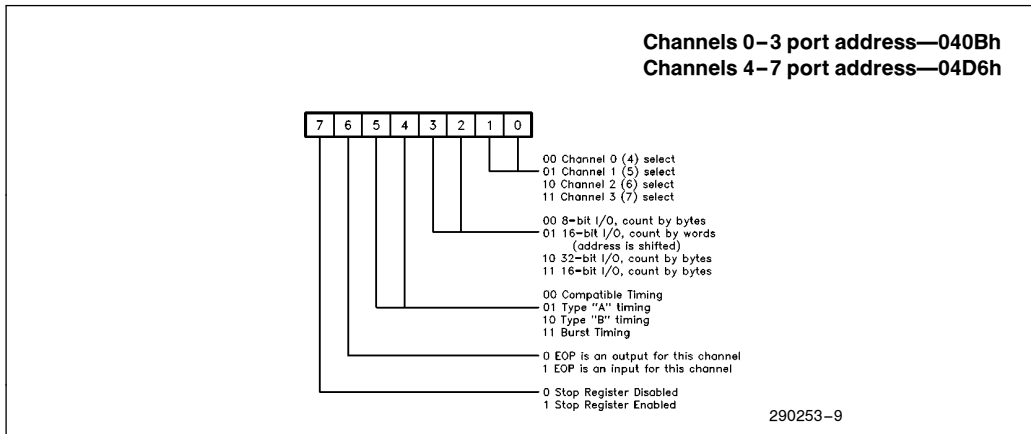 Channels 0–3 port address—040Bh
Channels 4–7 port address—04D6h
7 6 5 4 3 2 1 0
00 Channel 0 (4) select
01 Channel 1 (5) select
10 Channel 2 (6) select
11 Channel 3 (7) select
00 8-bit I/O, count by bytes
01 16-bit I/O, count by words
(address is shifted)
10 32-bit I/O, count by bytes
11 16-bit I/O, count by bytes
00 Compatible Timing
01 Type "A" timing
10 Type "B" timing
11 Burst Timing
0 EOP is an output for this channel
1 EOP is an input for this channel
0 Stop Register Disabled
1 Stop Register Enabled
290253–9